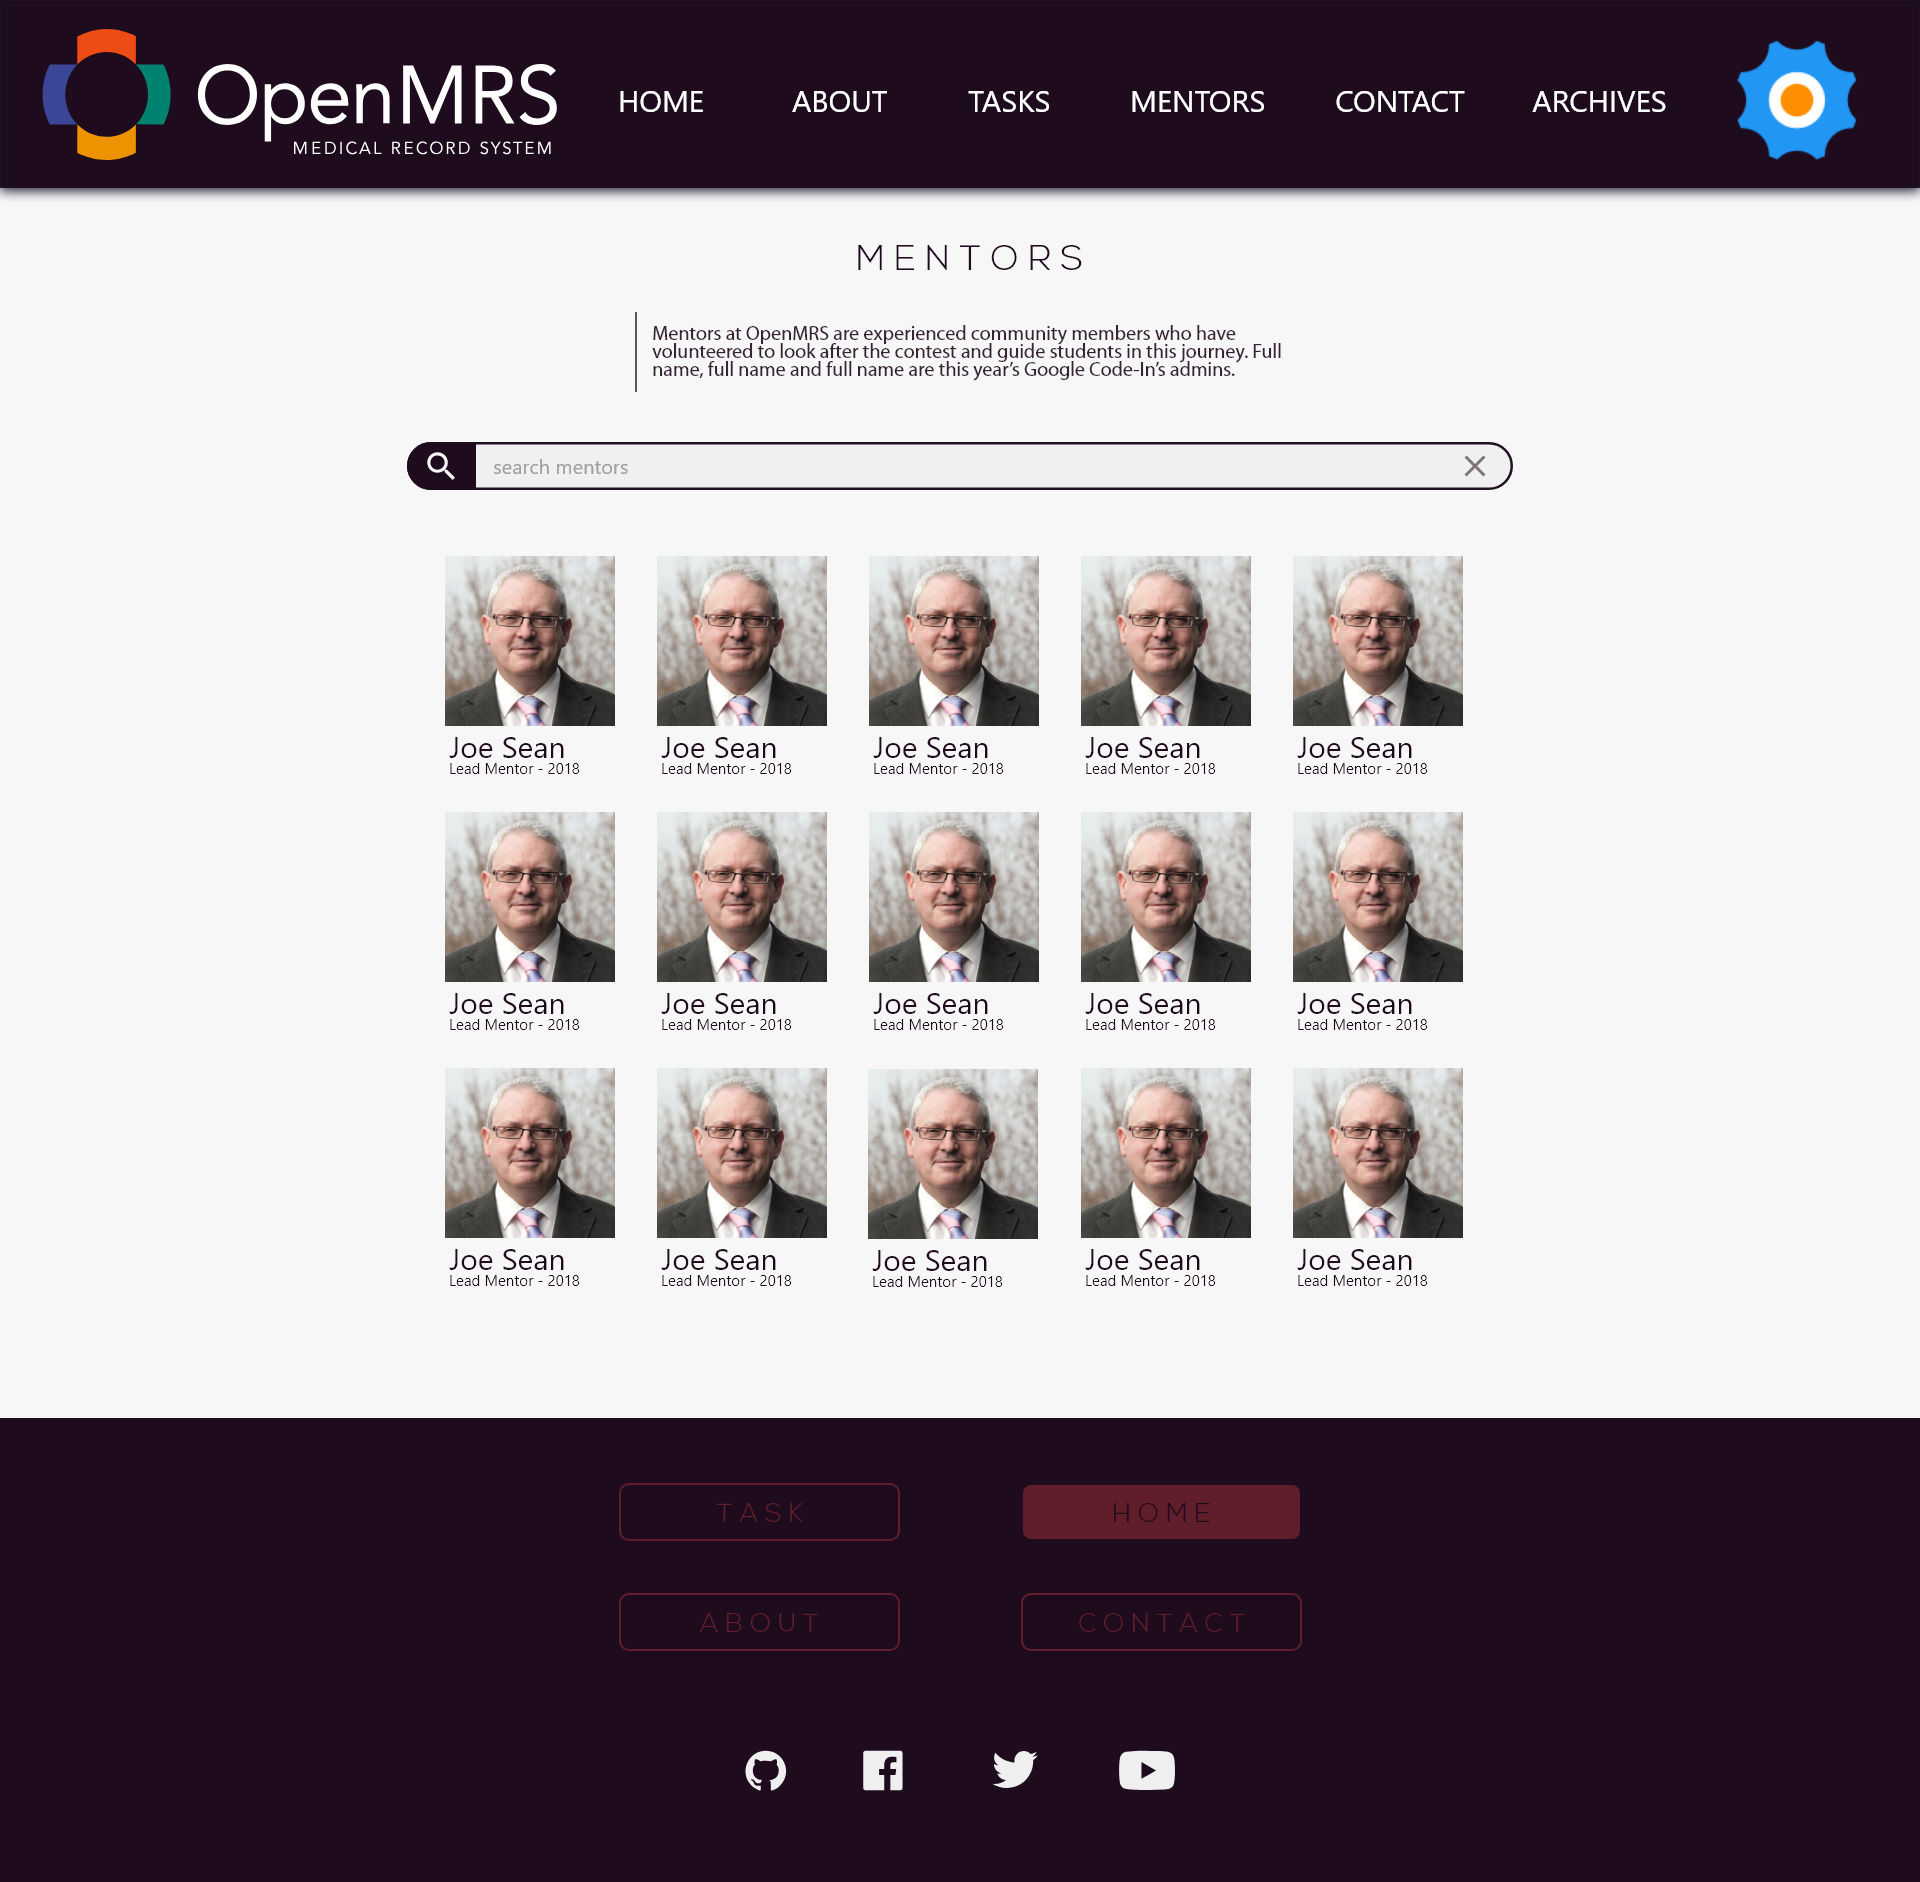 OpenMRS
MEDICAL RECORD SYSTEM
HOME ABOUT TASKS MENTORS CONTACT ARCHIVES
MENTORS
Mentors at OpenMRS are experienced community members who have
volunteered to look after the contest and guide students in this journey. Full
name, full name and full name are this year’s Google Code-In’s admins.
search mentors
Joe Sean Joe Sean Joe Sean Joe Sean Joe Sean
Lead Mentor - 2018 Lead Mentor - 2018 Lead Mentor - 2018 Lead Mentor - 2018 Lead Mentor - 2018
Joe Sean Joe Sean Joe Sean Joe Sean Joe Sean
Lead Mentor - 2018 Lead Mentor - 2018 Lead Mentor - 2018 Lead Mentor - 2018 Lead Mentor - 2018
Joe Sean Joe Sean Joe Sean Joe Sean Joe Sean
Lead Mentor - 2018 Lead Mentor - 2018 Lead Mentor - 2018 Lead Mentor - 2018 Lead Mentor - 2018
TASK HOME
ABOUT CONTACT